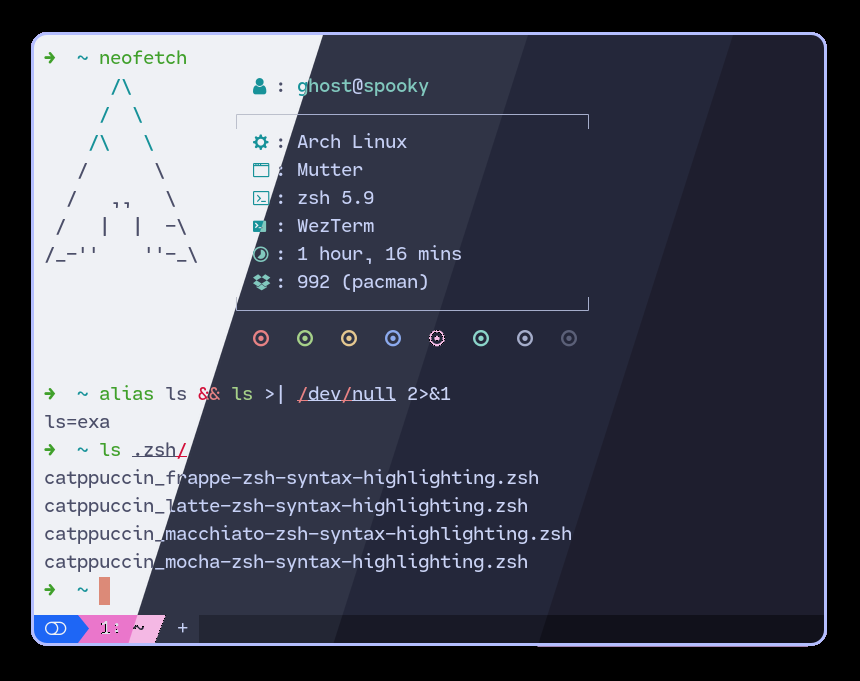 ➜ ~ neofetch
/\ : ghost@spooky
/ \
/\ \ : Arch Linux
/ \ : Mutter
/ ,, \ : zsh 5.9
/ | | -\ : WezTerm
/_-'' ''-_\ : 1 hour, 16 mins
: 992 (pacman)
➜ ~ alias ls && ls >| /dev/null 2>&1
ls=exa
➜ ~ ls .zsh/
catppuccin_frappe-zsh-syntax-highlighting.zsh
catppuccin_latte-zsh-syntax-highlighting.zsh
catppuccin_macchiato-zsh-syntax-highlighting.zsh
catppuccin_mocha-zsh-syntax-highlighting.zsh
➜ ~
1: ~ +